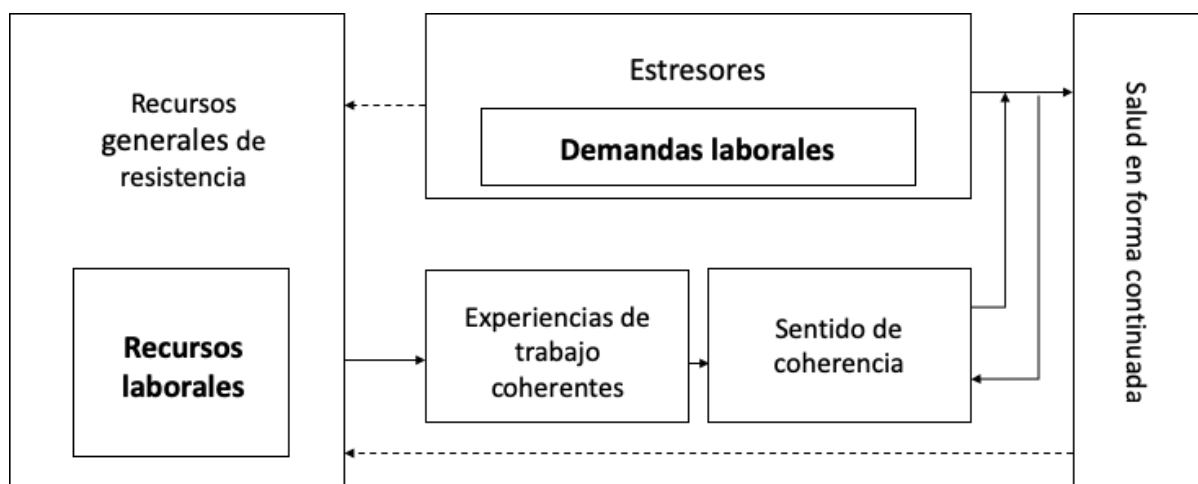 Recursos
generales de
resistencia
Recursos
laborales
Estresores
Demandas laborales
Experiencias de
trabajo
coherentes
Sentido de
coherencia
Salud en forma continuada